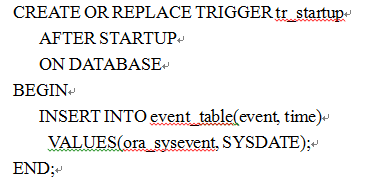 CREATE OR REPLACE TRIGGER tr_startup
AFTER STARTUP
ON DATABASE
BEGIN
INSERT INTO event_table(event, time)
VALUES(ora_sysevent, SYSDATE);
END;